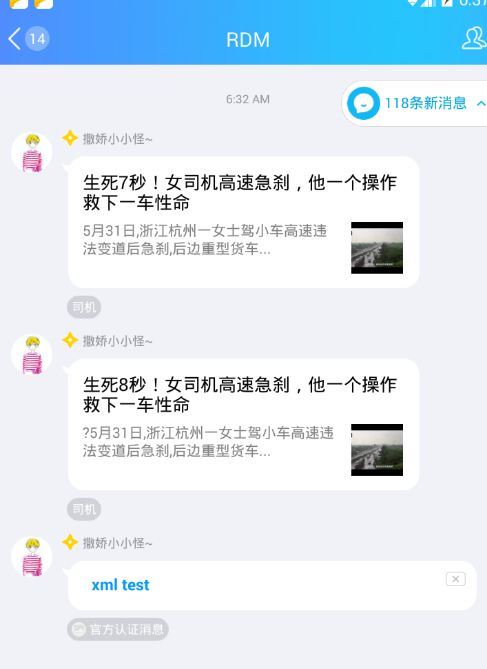 14
RDM
6:32 AM
118条新消息
撒娇小小怪~
生死7秒！女司机高速急刹，他一个操作
救下一车性命
5月31日,浙江杭州一女士驾小车高速违
法变道后急刹,后边重型货车...
司机
撒娇小小怪~
生死8秒！女司机高速急刹，他一个操作
救下一车性命
?5月31日,浙江杭州一女士驾小车高速违
法变道后急刹,后边重型货车...
司机
撒娇小小怪~
xml test
官方认证消息